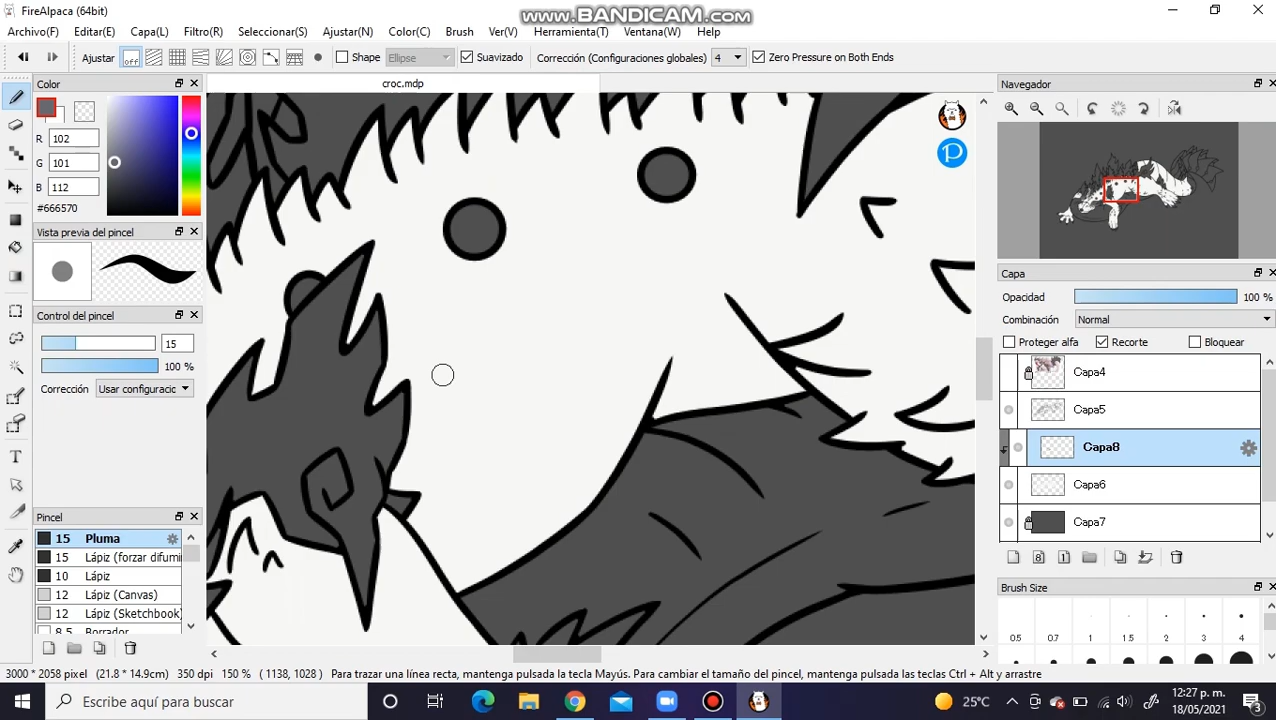 FireAlpaca (64bit)
www.BANDICAM.com
Archivo(F) Editar(E) Capa(L) Filtro(R) Seleccionar(S) Ajustar(N) Color(C) Brush Ver(V) Herramienta(T) Ventana(W) Help
Ajustar off Shape Ellipse Suavizado Corrección (Configuraciones globales) 4 Zero Pressure on Both Ends
Color
croc.mdp
Navegador
R 102
G 101
B 112
#666570
Vista previa del pincel
Control del pincel
15
100 %
Corrección Usar configuracic
Pincel
15 Pluma
15 Lápiz (forzar difumi
10 Lápiz
12 Lápiz (Canvas)
12 Lápiz (Sketchbook)
8.5 Borrador
Capa
Opacidad 100 %
Combinación Normal
Proteger alfa Recorte Bloquear
Capa4
Capa5
Capa8
Capa6
Capa7
8 1
Brush Size
0.5 0.7 1 1.5 2 3 4
3000 * 2058 pixel (21.8 * 14.9cm) 350 dpi 150 % ( 1138, 1028 ) Para trazar una línea recta, mantenga pulsada la tecla Mayús. Para cambiar el tamaño del pincel, mantenga pulsadas las teclas Ctrl + Alt y arrastre
Escribe aquí para buscar
25°C
12:27 p. m.
18/05/2021
3